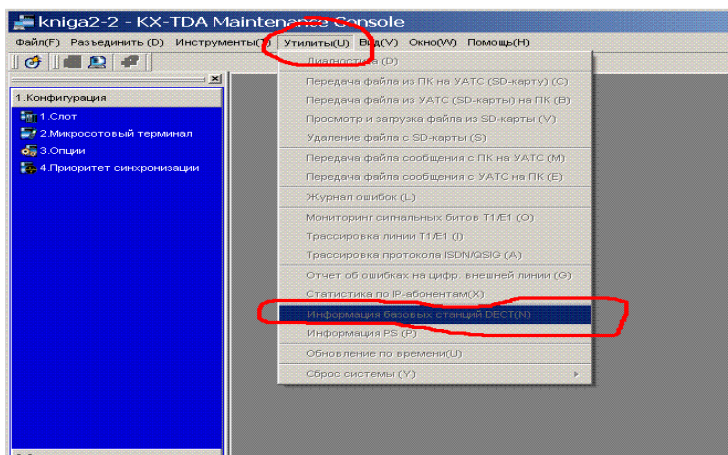 kniga2-2 - KX-TDA Maintenance Console
Файл(F) Разъединить (D) Инструменты(T) Утилиты(U) Вид(V) Окно(W) Помощь(H)
1.Конфигурация
1.Слот
2.Микросотовый терминал
3.Опции
4.Приоритет синхронизации
Диагностика (D)
Передача файла из ПК на УАТС (SD-карту) (C)
Передача файла из УАТС (SD-карты) на ПК (B)
Просмотр и загрузка файла из SD-карты (V)
Удаление файла с SD-карты (S)
Передача файла сообщения с ПК на УАТС (M)
Передача файла сообщения с УАТС на ПК (E)
Журнал ошибок (L)
Мониторинг сигнальных битов T1/E1 (O)
Трассировка линии T1/E1 (I)
Трассировка протокола ISDN/QSIG (A)
Отчет об ошибках на цифр. внешней линии (G)
Статистика по IP-абонентам(X)
Информация базовых станций DECT(N)
Информация PS (P)
Обновление по времени(U)
Сброс системы (Y)